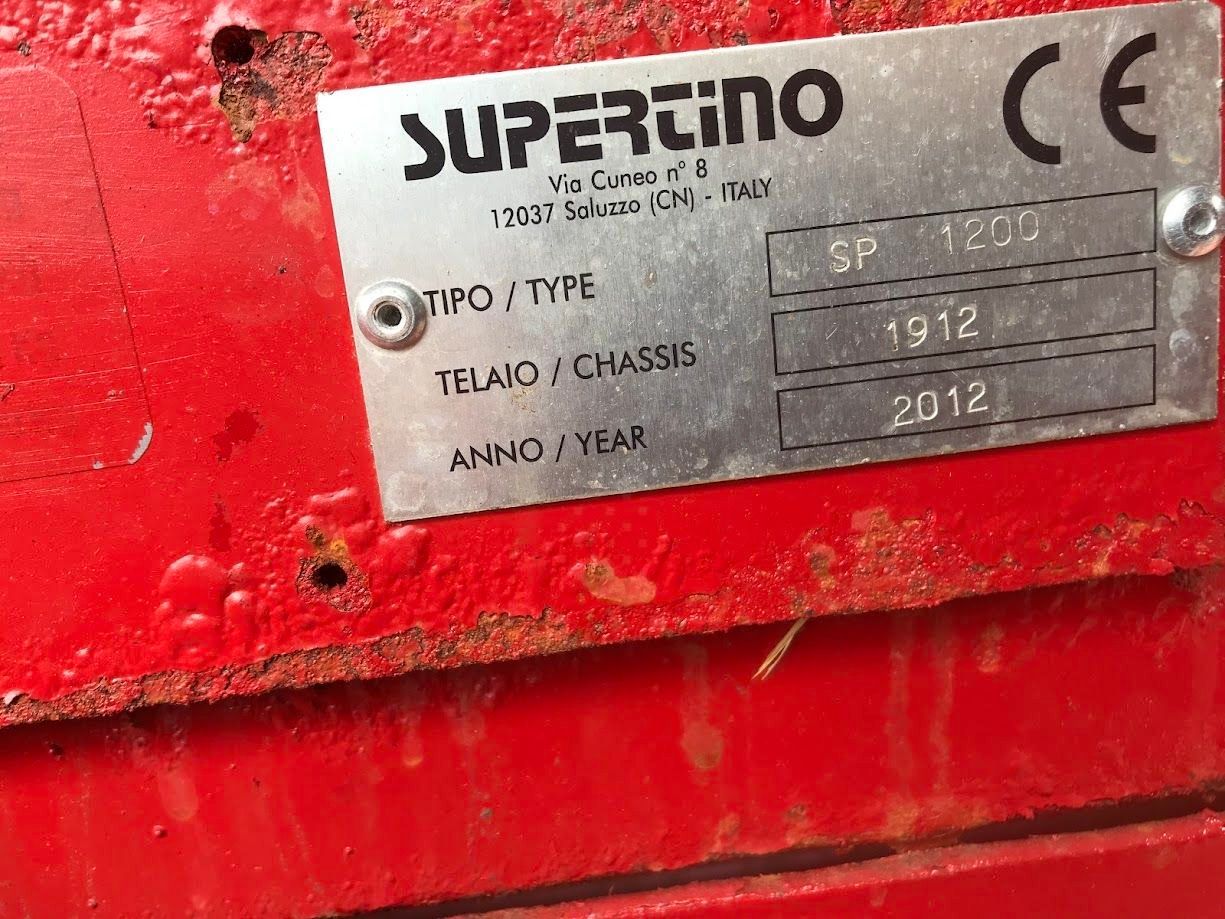 SUPERTINO
CE
Via Cuneo n° 8
12037 Saluzzo (CN) - ITALY
TIPO / TYPE SP 1200
TELAIO / CHASSIS 1912
ANNO / YEAR 2012